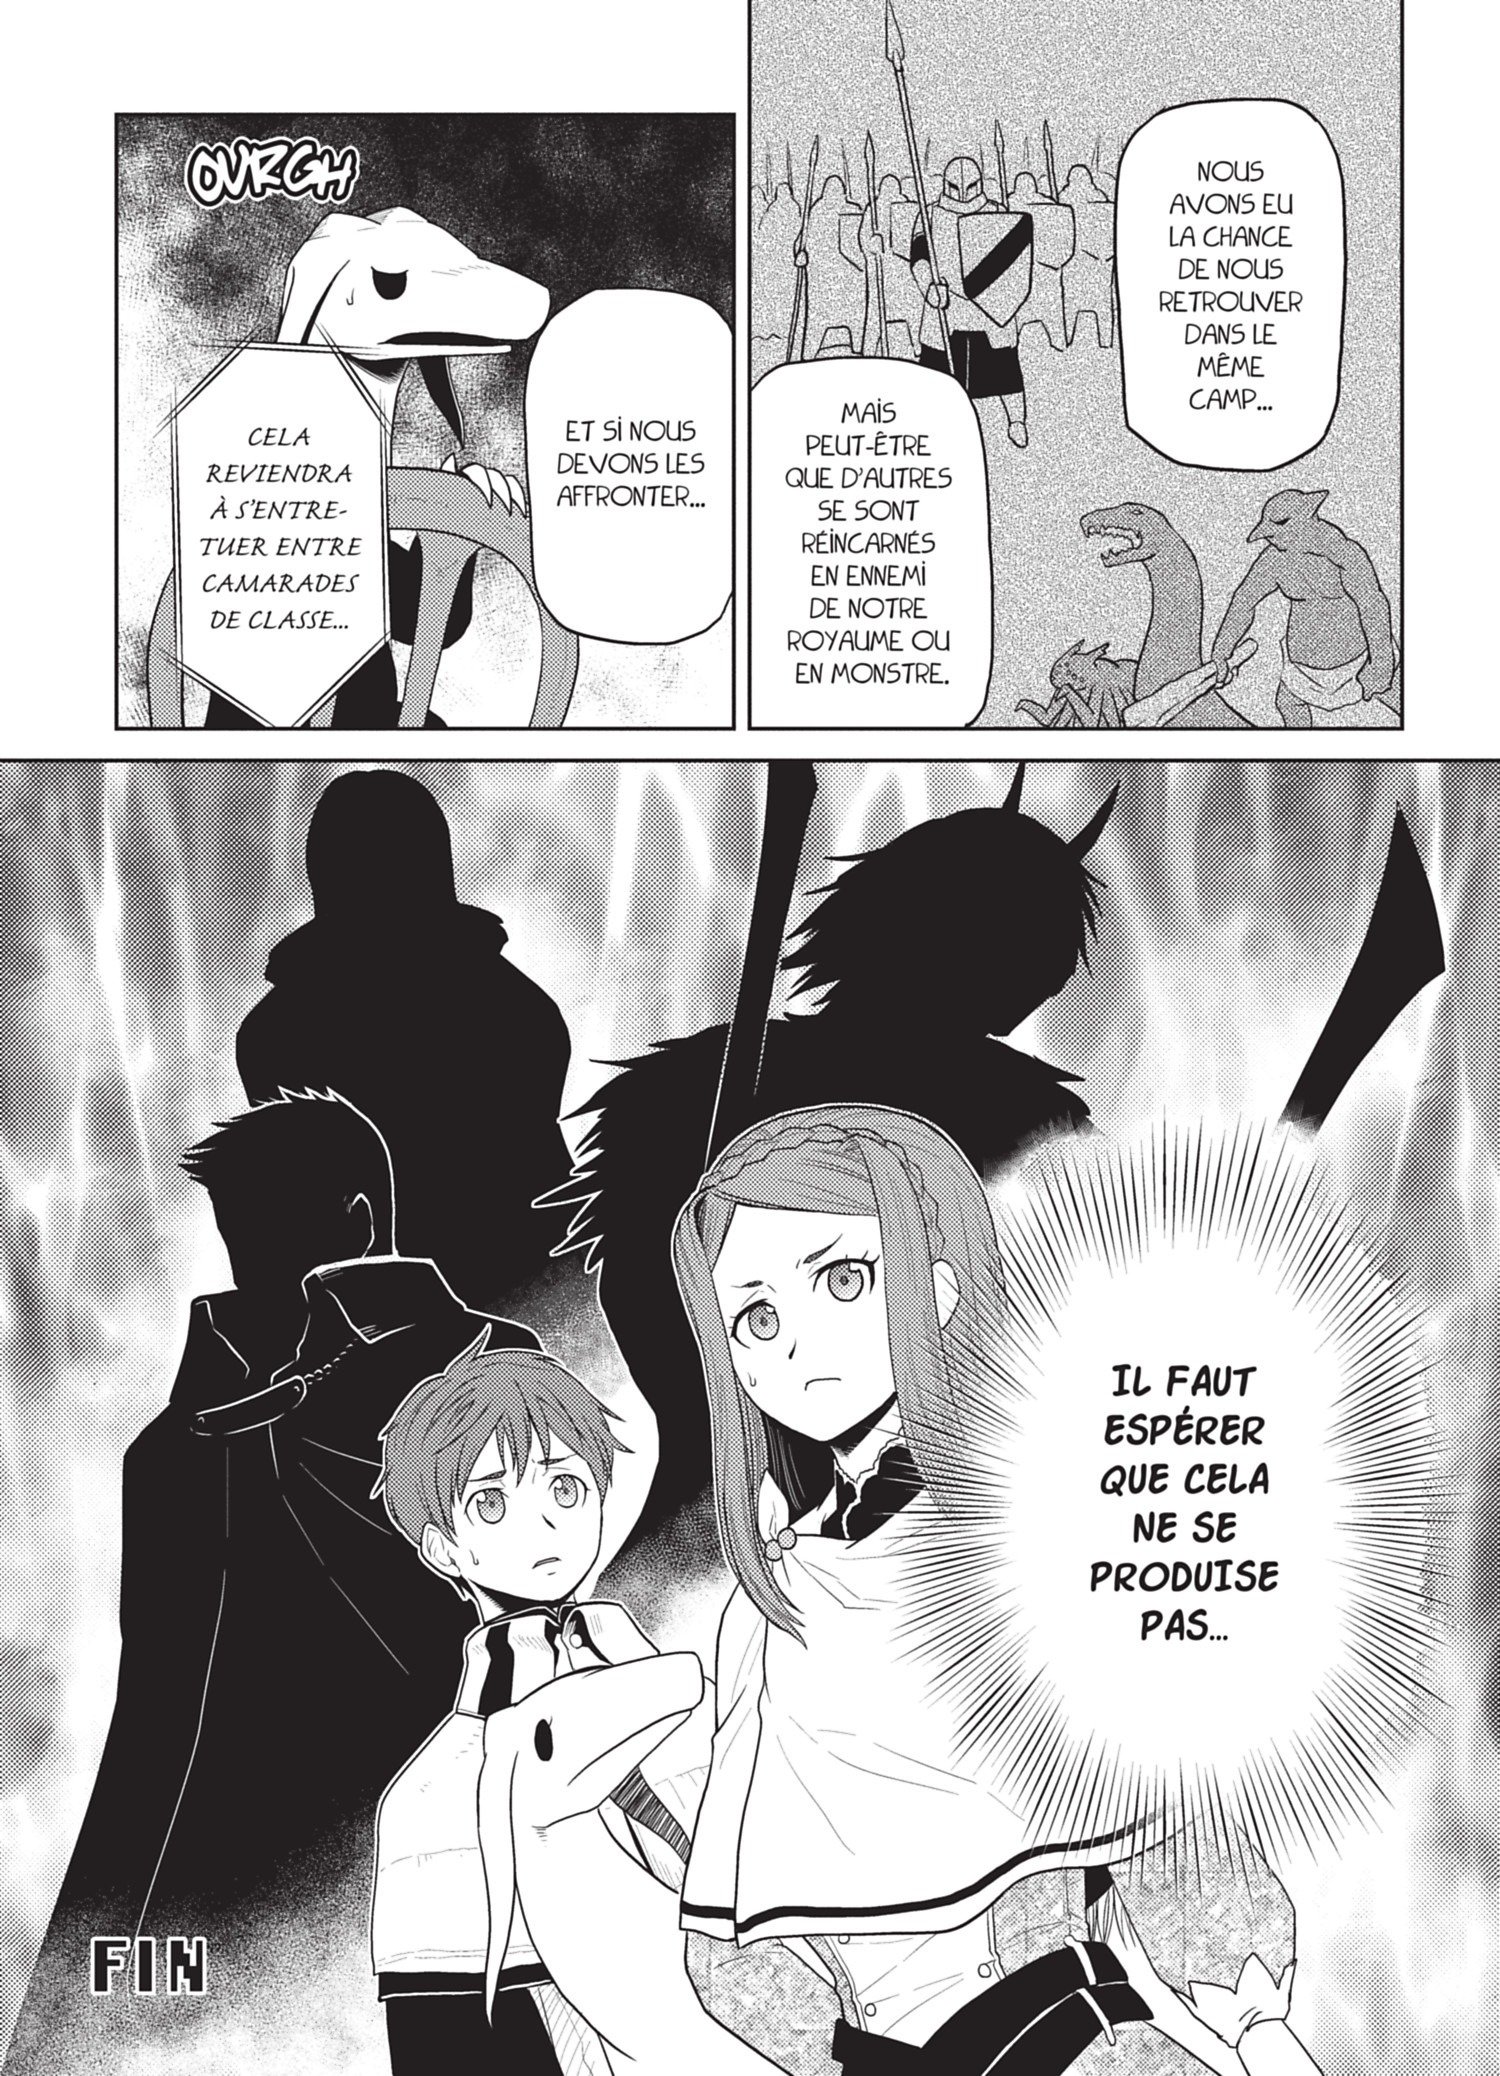 NOUS
AVONS EU
LA CHANCE
DE NOUS
RETROUVER
DANS LE
MÊME
CAMP...
MAIS
PEUT-ÊTRE
QUE D'AUTRES
SE SONT
RÉINCARNÉS
EN ENNEMI
DE NOTRE
ROYAUME OU
EN MONSTRE.
OURGH
ET SI NOUS
DEVONS LES
AFFRONTER...
CELA
REVIENDRA
À S'ENTRE-
TUER ENTRE
CAMARADES
DE CLASSE...
IL FAUT
ESPÉRER
QUE CELA
NE SE
PRODUISE
PAS...
FIN